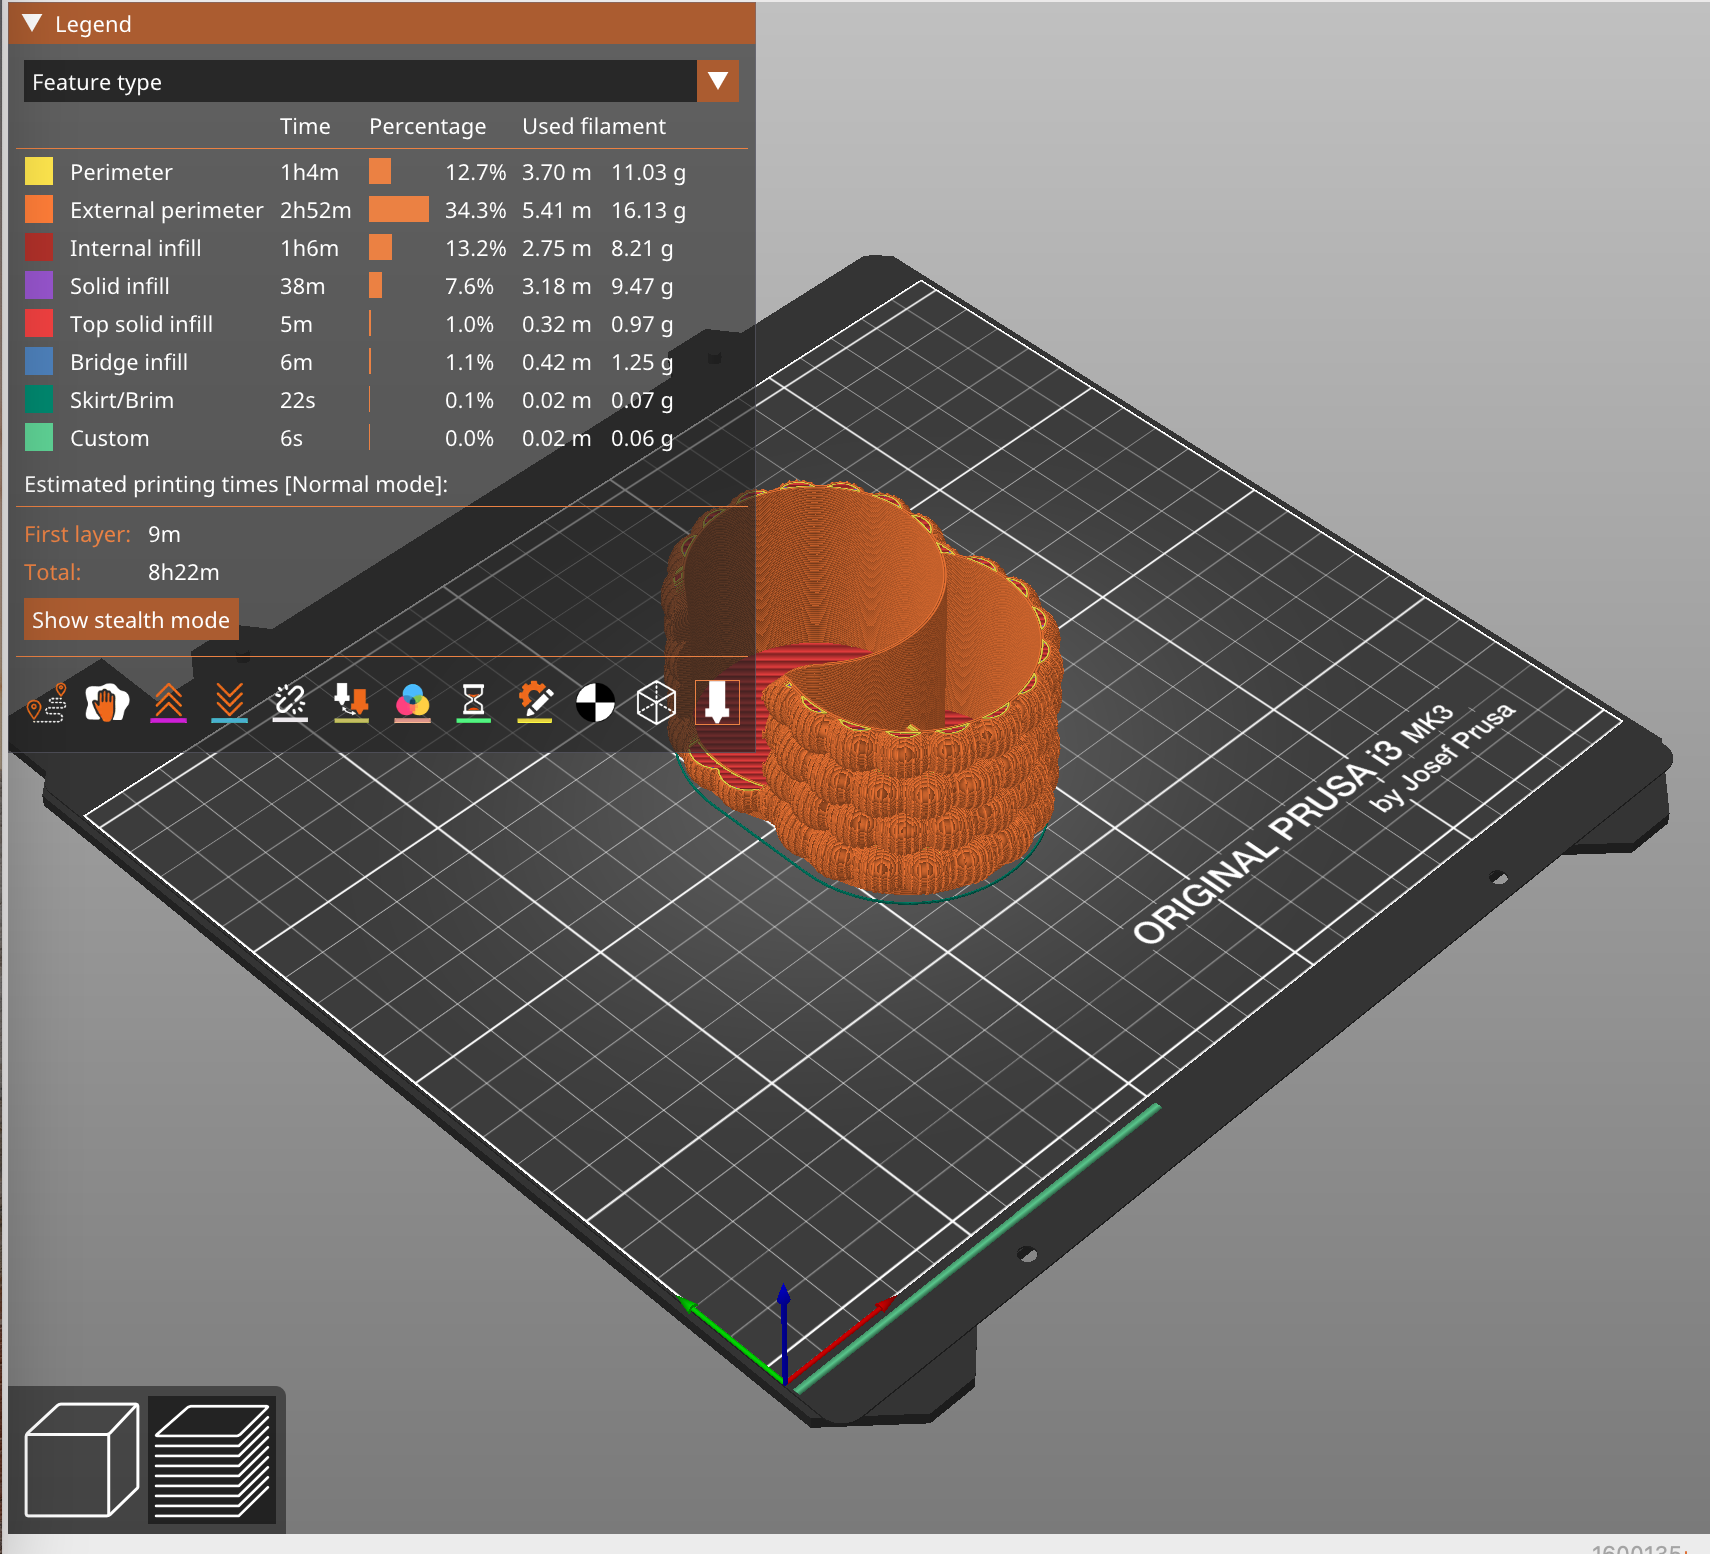 Legend
Feature type
Time Percentage Used filament
Perimeter 1h4m 12.7% 3.70 m 11.03 g
External perimeter 2h52m 34.3% 5.41 m 16.13 g
Internal infill 1h6m 13.2% 2.75 m 8.21 g
Solid infill 38m 7.6% 3.18 m 9.47 g
Top solid infill 5m 1.0% 0.32 m 0.97 g
Bridge infill 6m 1.1% 0.42 m 1.25 g
Skirt/Brim 22s 0.1% 0.02 m 0.07 g
Custom 6s 0.0% 0.02 m 0.06 g
Estimated printing times [Normal mode]:
First layer: 9m
Total: 8h22m
Show stealth mode
ORIGINAL PRUSA i3 MK3
by Josef Prusa